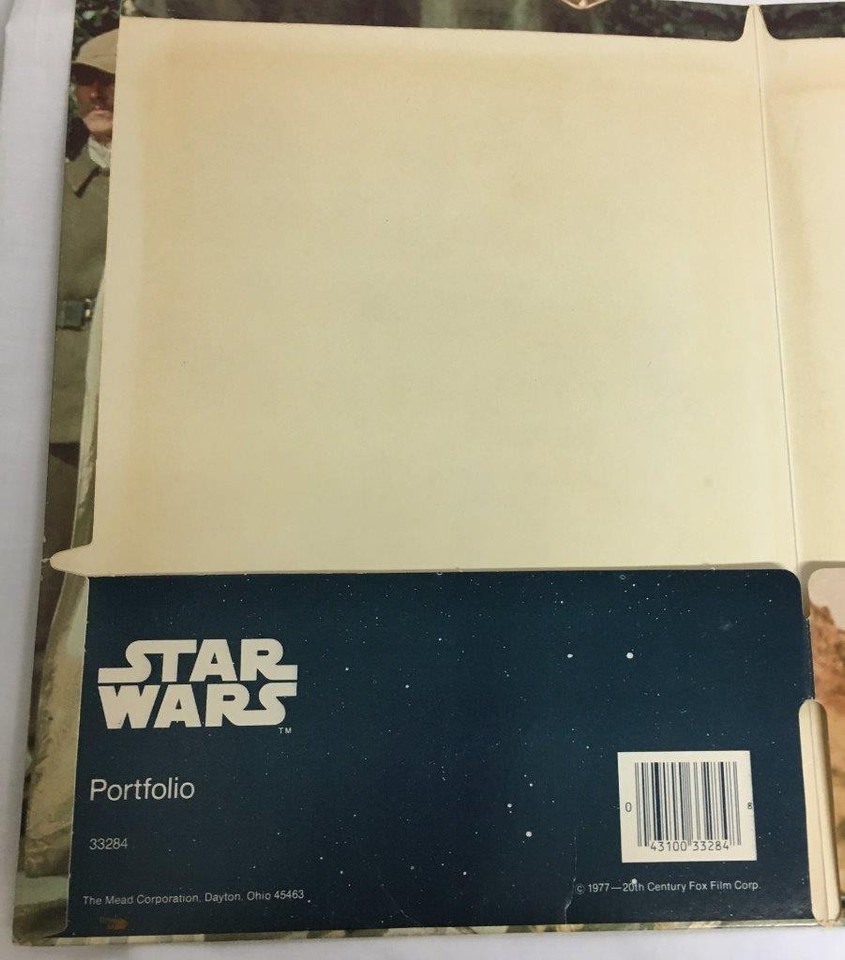 STAR
WARS
TM
Portfolio
33284
The Mead Corporation, Dayton, Ohio 45463
0 43100 33284 8
© 1977—20th Century Fox Film Corp.